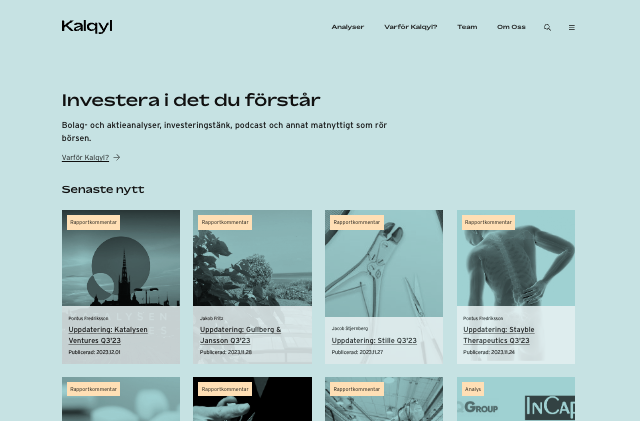 Kalqyl
Analyser
Varför Kalqyl?
Team
Om Oss
Investera i det du förstår
Bolag- och aktieanalyser, investeringstänk, podcast och annat matnyttigt som rör
börsen.
Varför Kalqyl?
Senaste nytt
Rapportkommentar
Pontus Fredriksson
Uppdatering: Katalysen
Ventures Q3'23
Publicerad: 2023.12.01
Rapportkommentar
Jakob Fritz
Uppdatering: Gullberg &
Jansson Q3'23
Publicerad: 2023.11.28
Rapportkommentar
Jacob Stjernberg
Uppdatering: Stille Q3'23
Publicerad: 2023.11.27
Rapportkommentar
Pontus Fredriksson
Uppdatering: Stayble
Therapeutics Q3'23
Publicerad: 2023.11.24
Rapportkommentar
Rapportkommentar
Rapportkommentar
Analys
Group
InCap